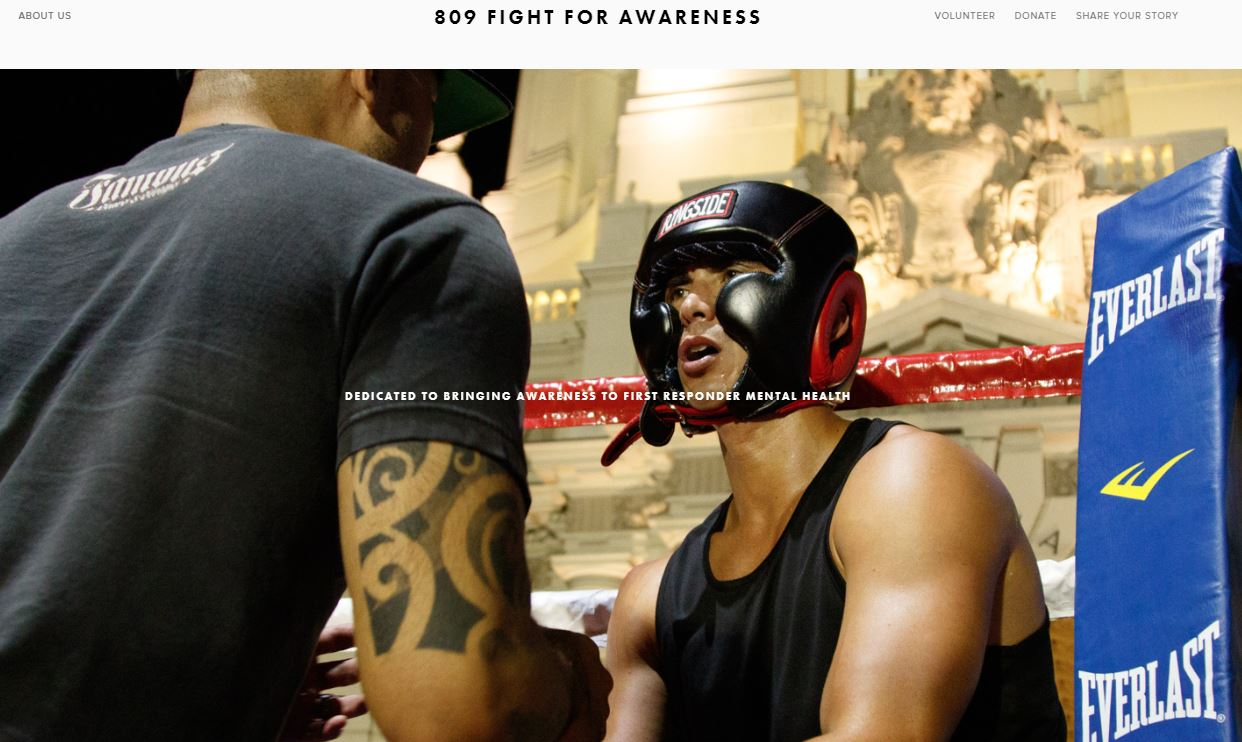 ABOUT US
809 FIGHT FOR AWARENESS
VOLUNTEER DONATE SHARE YOUR STORY
RINGSIDE
EVERLAST
DEDICATED TO BRINGING AWARENESS TO FIRST RESPONDER MENTAL HEALTH
EVERLAST